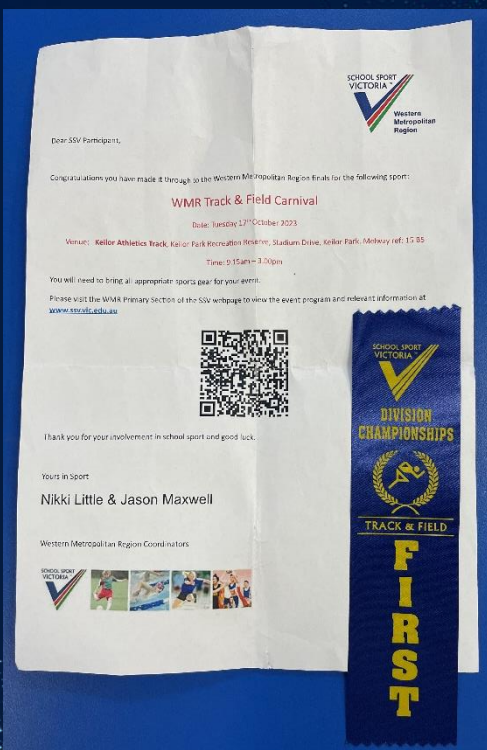 SCHOOL SPORT
VICTORIA
Western
Metropolitan
Region
Dear SSV Participant,
Congratulations you have made it through to the Western Metropolitan Region finals for the following sport:
WMR Track & Field Carnival
Date: Tuesday 17th October 2023
Venue: Keilor Athletics Track, Keilor Park Recreation Reserve, Stadium Drive, Keilor Park. Melway ref: 15 B5
Time: 9.15am – 3.00pm
You will need to bring all appropriate sports gear for your event.
Please visit the WMR Primary Section of the SSV webpage to view the event program and relevant information at
www.ssv.vic.edu.au
Thank you for your involvement in school sport and good luck.
Yours in Sport
Nikki Little & Jason Maxwell
Western Metropolitan Region Coordinators
SCHOOL SPORT
VICTORIA
SCHOOL SPORT
VICTORIA
DIVISION
CHAMPIONSHIPS
TRACK & FIELD
FIRST